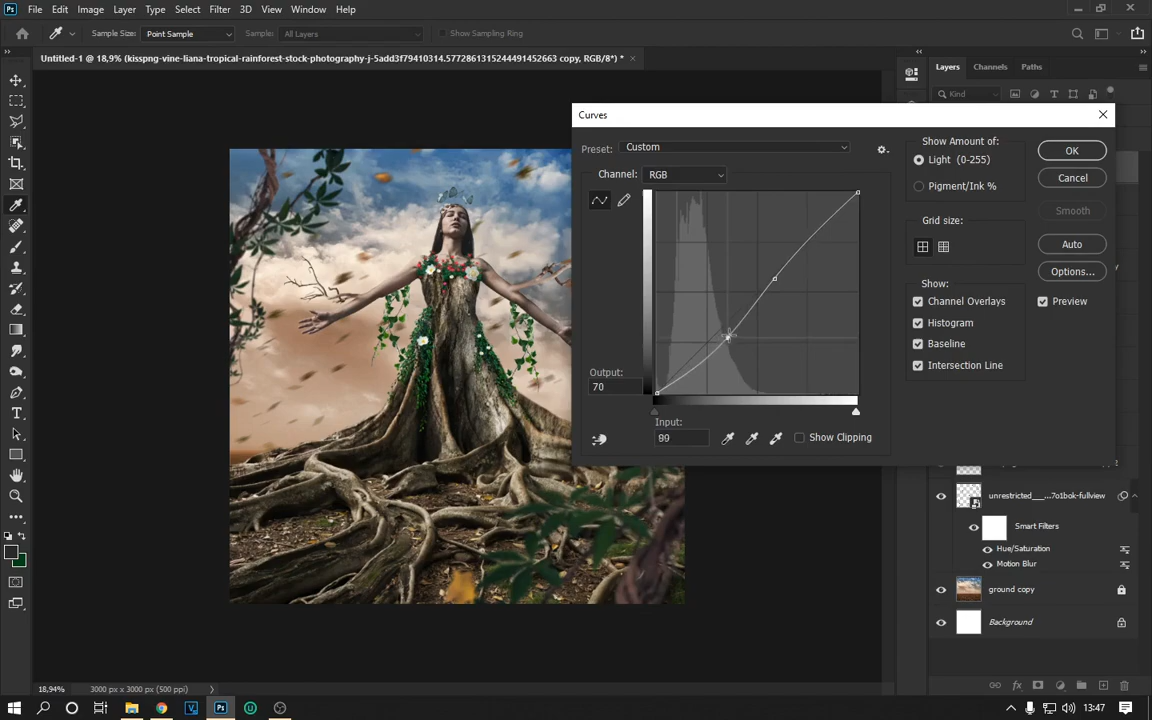 Ps File Edit Image Layer Type Select Filter 3D View Window Help
Sample Size: Point Sample Sample: All Layers Show Sampling Ring
Untitled-1 @ 18,9% (kisspng-vine-liana-tropical-rainforest-stock-photography-j-5add3f79410314.5772861315244491452663 copy, RGB/8*) *
Layers Channels Paths
Kind
Curves
Preset: Custom
Channel: RGB
Output:
70
Input:
99
Show Clipping
Show Amount of:
Light (0-255)
Pigment/Ink %
Grid size:
Show:
Channel Overlays
Histogram
Baseline
Intersection Line
OK
Cancel
Smooth
Auto
Options...
Preview
unrestricted___...7o1bok-fullview
Smart Filters
Hue/Saturation
Motion Blur
ground copy
Background
18,94% 3000 px x 3000 px (500 ppi)
Ps
13:47